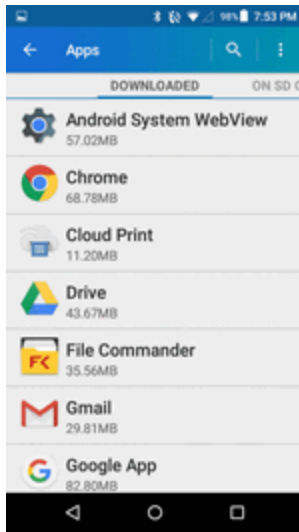 98% 7:53 PM
Apps
DOWNLOADED ON SD C
Android System WebView
57.02MB
Chrome
68.78MB
Cloud Print
11.20MB
Drive
43.67MB
File Commander
35.56MB
Gmail
29.81MB
Google App
82.80MB